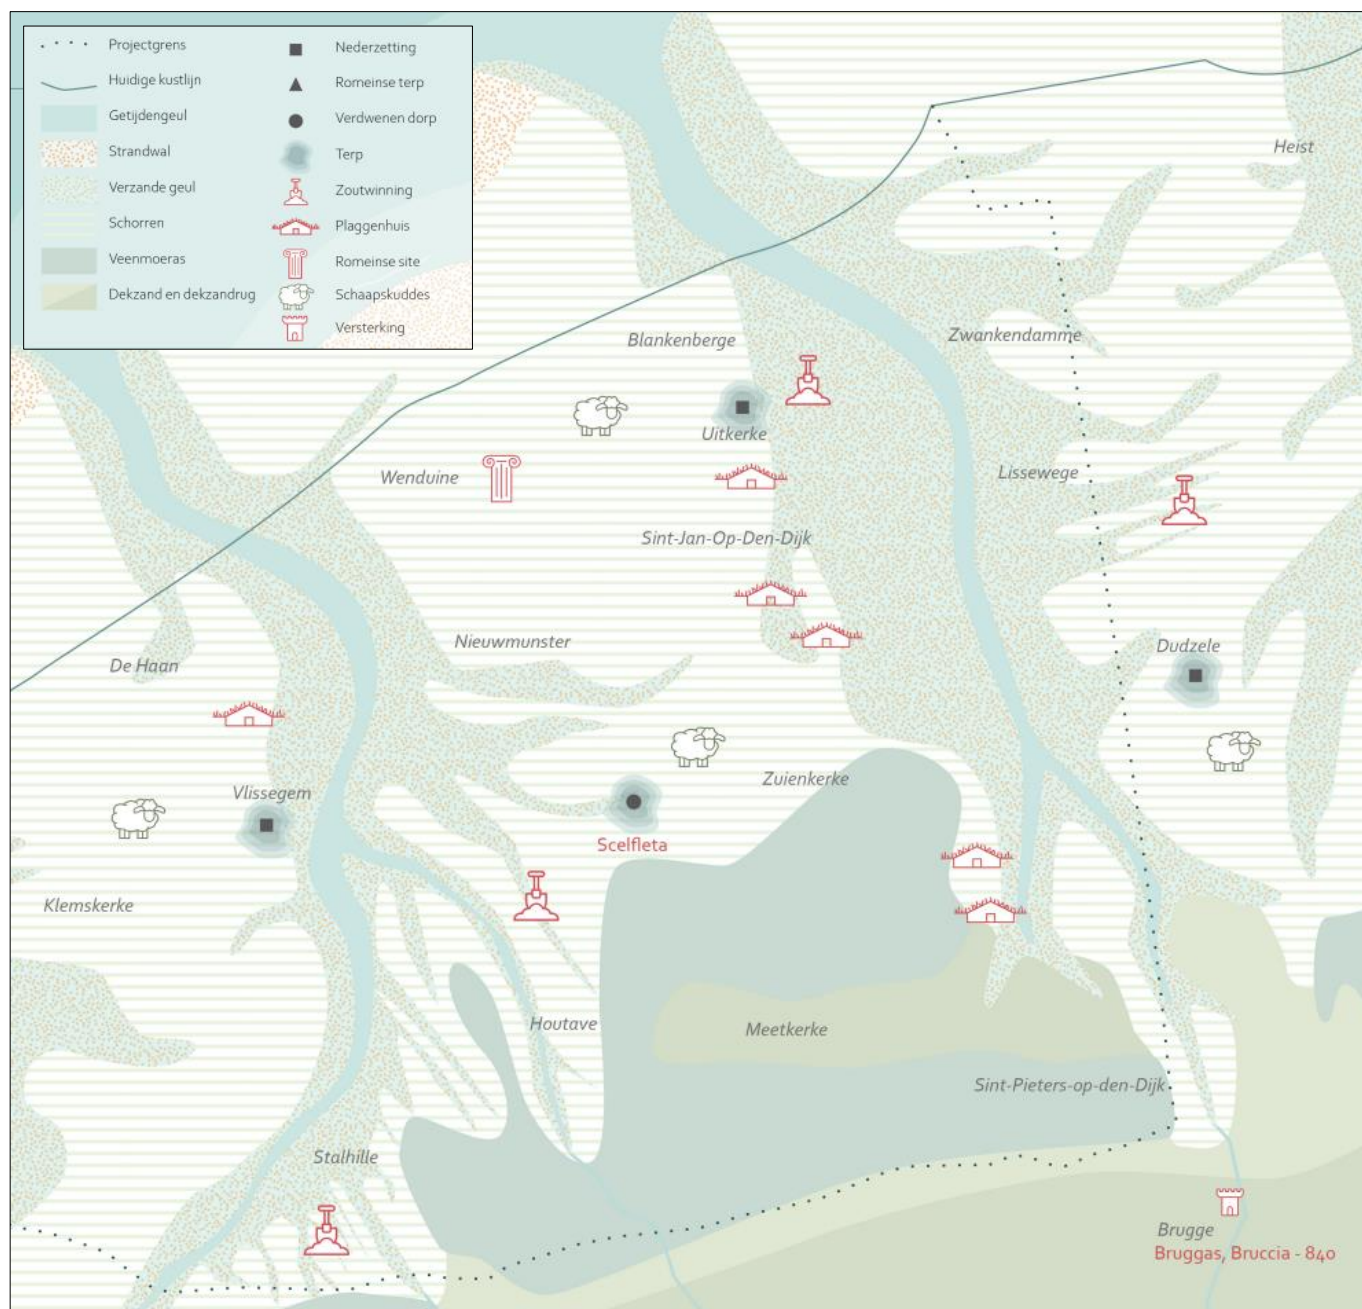 Projectgrens
Huidige kustlijn
Getijdengeul
Strandwal
Verzande geul
Schorren
Veenmoeras
Dekzand en dekzandrug
Nederzetting
Romeinse terp
Verdwenen dorp
Terp
Zoutwinning
Plaggenhuis
Romeinse site
Schaapskuddes
Versterking
Heist
Blankenberge
Zwankendamme
Uitkerke
Wenduine
Lissewege
Sint-Jan-Op-Den-Dijk
Nieuwmunster
De Haan
Dudzele
Vlissegem
Zuienkerke
Scelfleta
Klemskerke
Houtave
Meetkerke
Sint-Pieters-op-den-Dijk
Stalhille
Brugge
Bruggas, Bruccia - 840